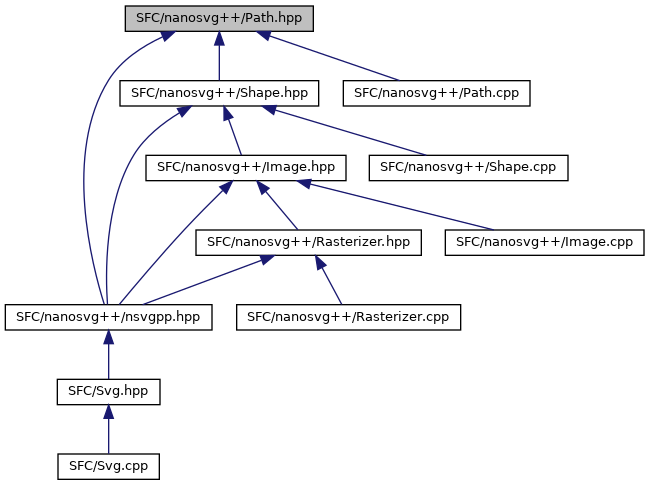 SFC/nanosvg++/Path.hpp
SFC/nanosvg++/Shape.hpp
SFC/nanosvg++/Path.cpp
SFC/nanosvg++/Image.hpp
SFC/nanosvg++/Shape.cpp
SFC/nanosvg++/Rasterizer.hpp
SFC/nanosvg++/Image.cpp
SFC/nanosvg++/nsvgpp.hpp
SFC/nanosvg++/Rasterizer.cpp
SFC/Svg.hpp
SFC/Svg.cpp